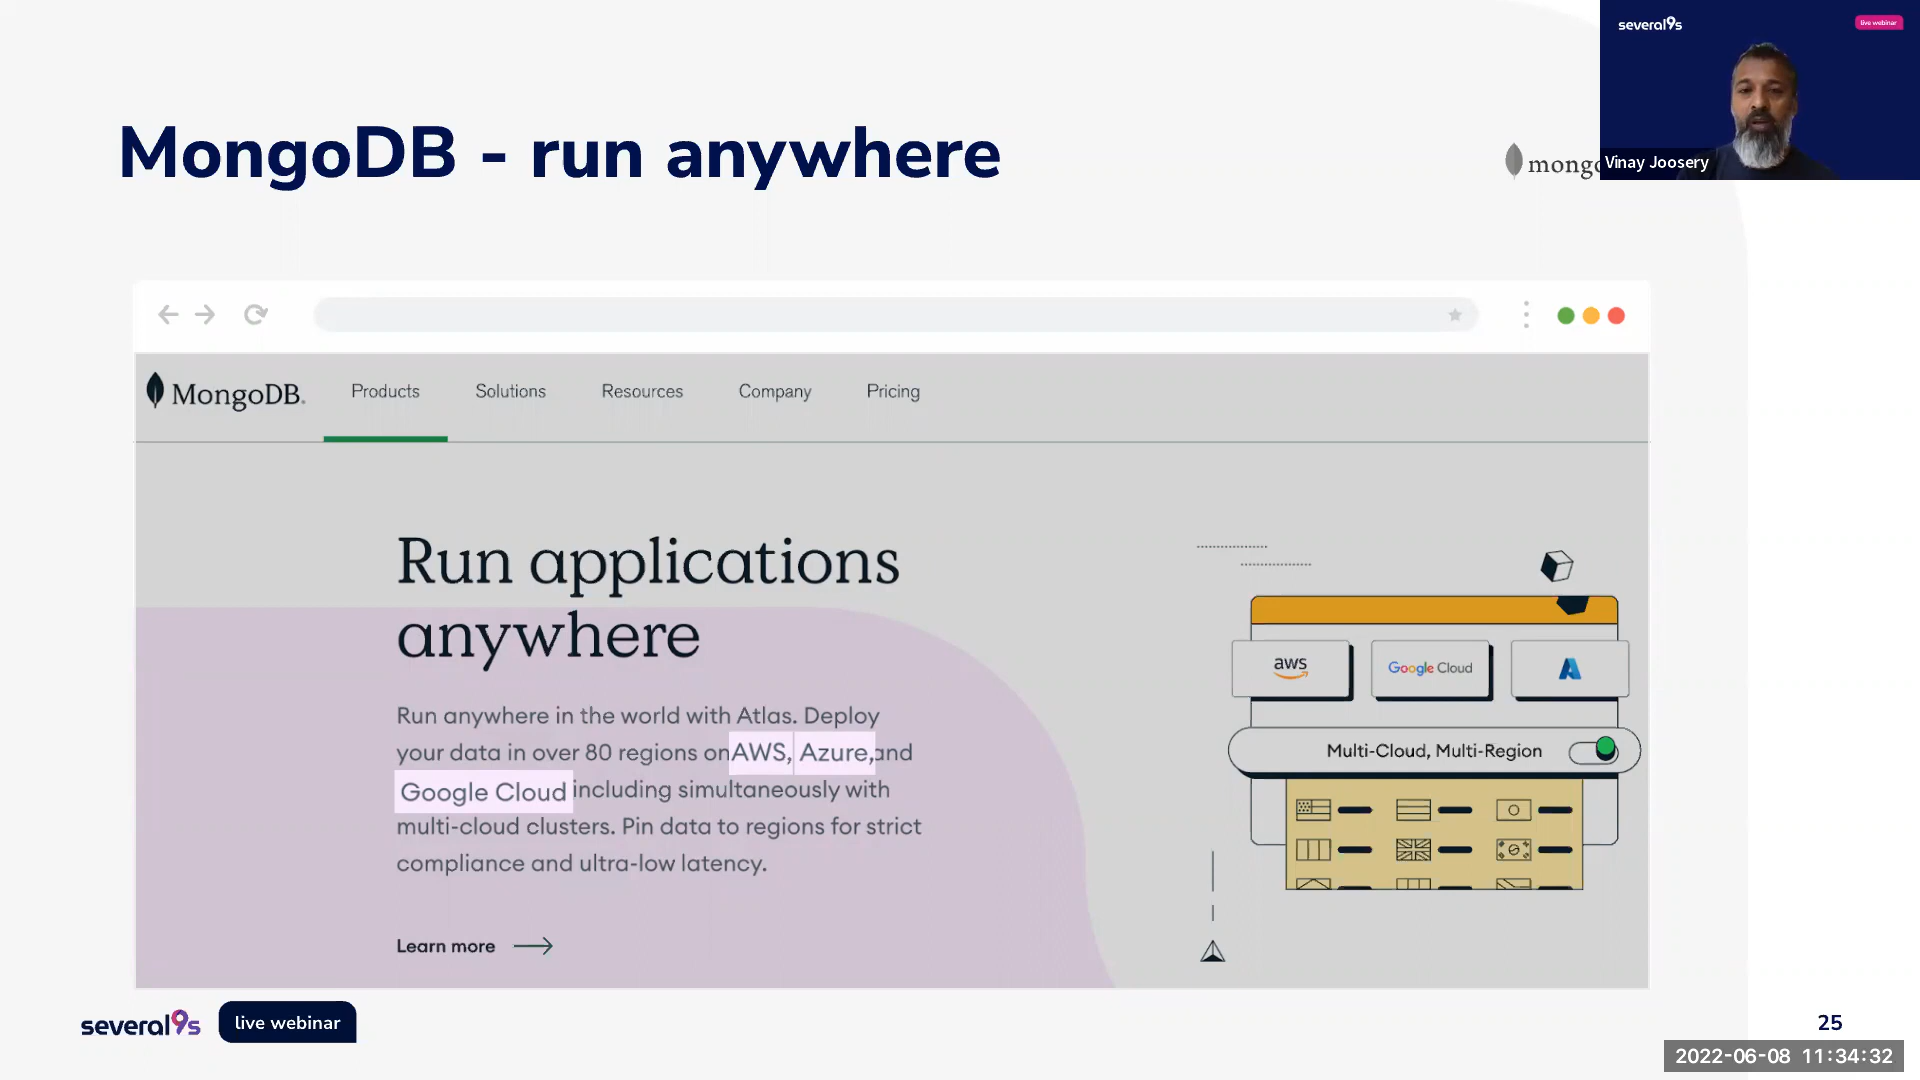 several9s
live webinar
MongoDB - run anywhere
mongo
Vinay Joosery
MongoDB.
Products
Solutions
Resources
Company
Pricing
Run applications
anywhere
Run anywhere in the world with Atlas. Deploy
your data in over 80 regions on AWS, Azure, and
Google Cloud including simultaneously with
multi-cloud clusters. Pin data to regions for strict
compliance and ultra-low latency.
Learn more
aws
Google Cloud
Multi-Cloud, Multi-Region
several9s
live webinar
25
2022-06-08 11:34:32